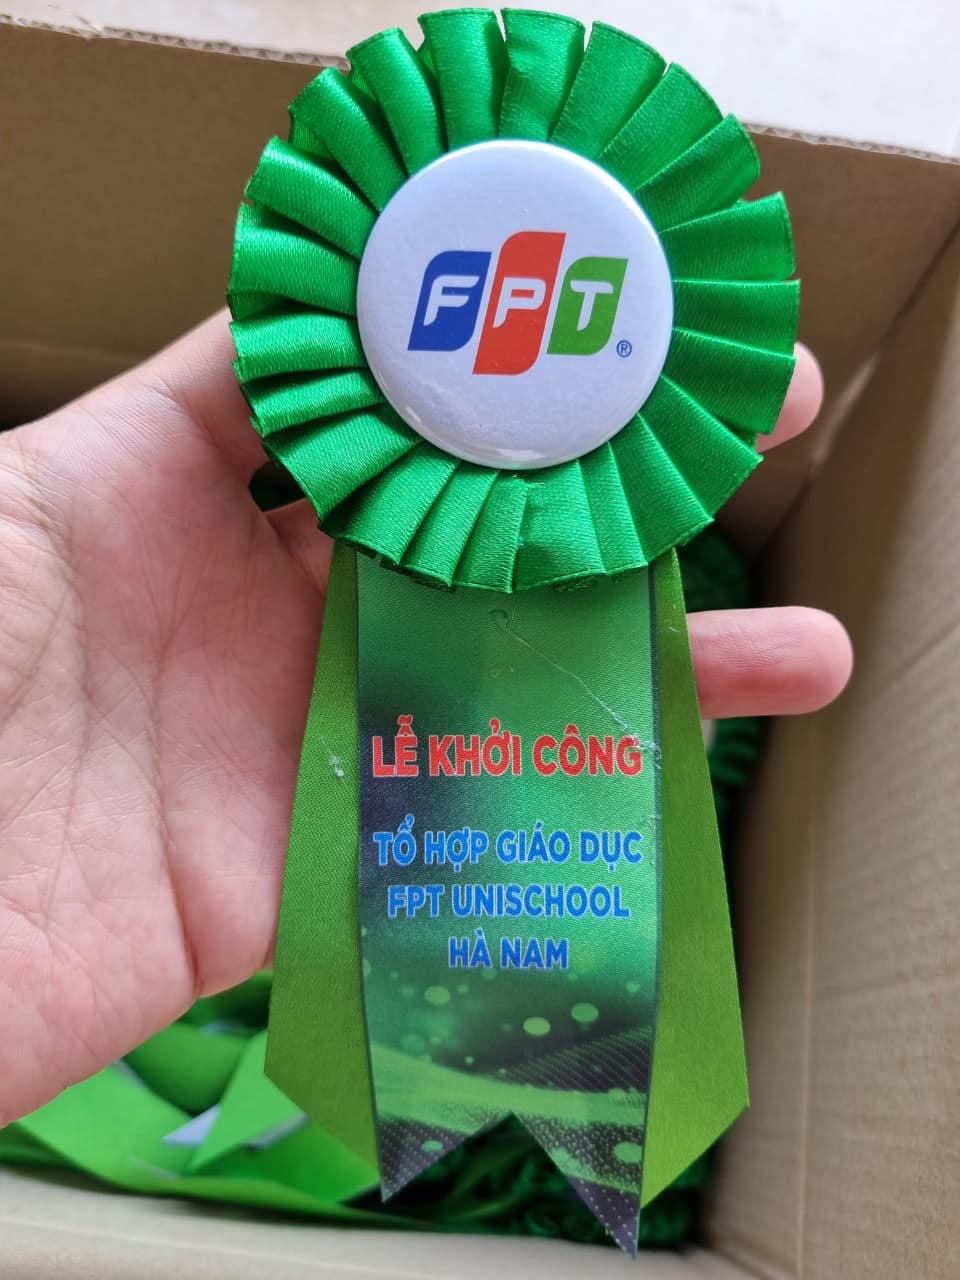 FPT®
LỄ KHỞI CÔNG
TỔ HỢP GIÁO DỤC
FPT UNISCHOOL
HÀ NAM